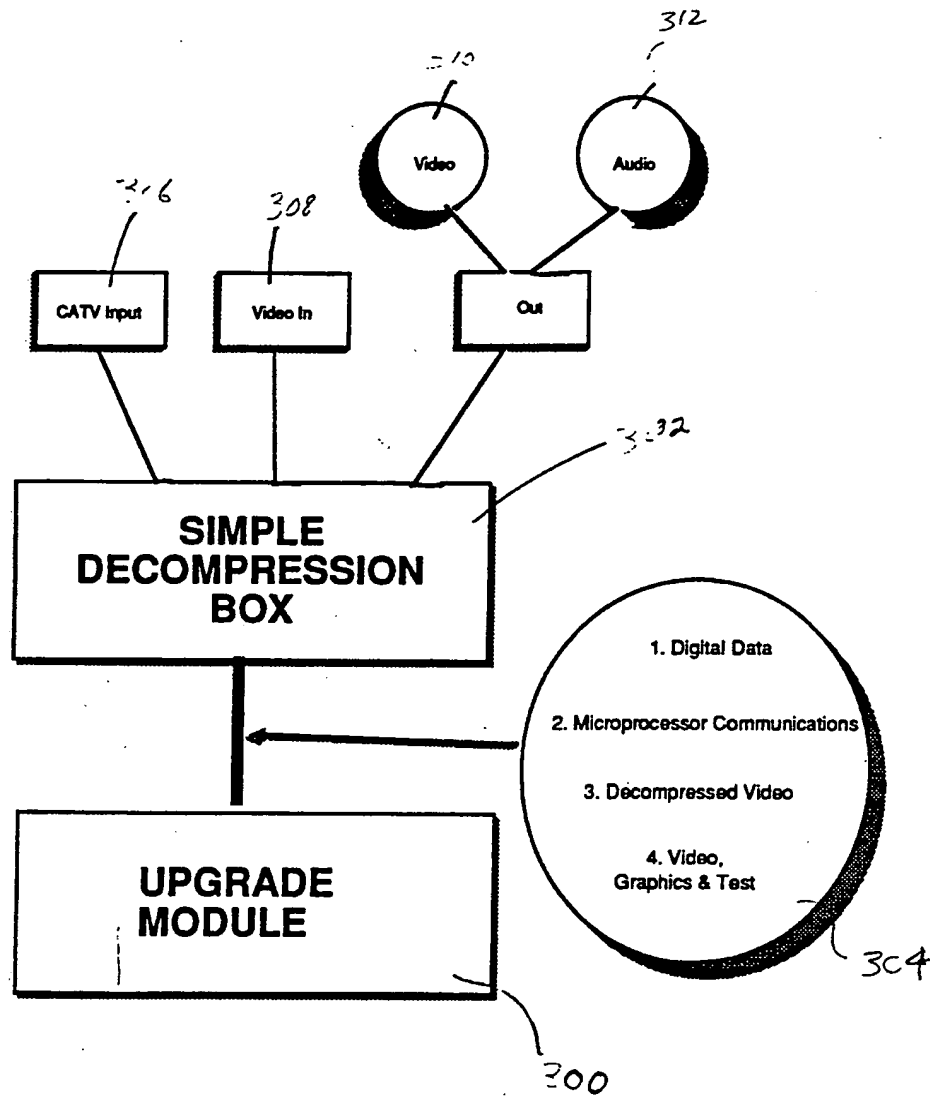 312
Video
Audio
308
CATV Input
Video In
Out
SIMPLE
DECOMPRESSION
BOX
1. Digital Data
2. Microprocessor Communications
3. Decompressed Video
4. Video,
Graphics & Test
UPGRADE
MODULE
304
300